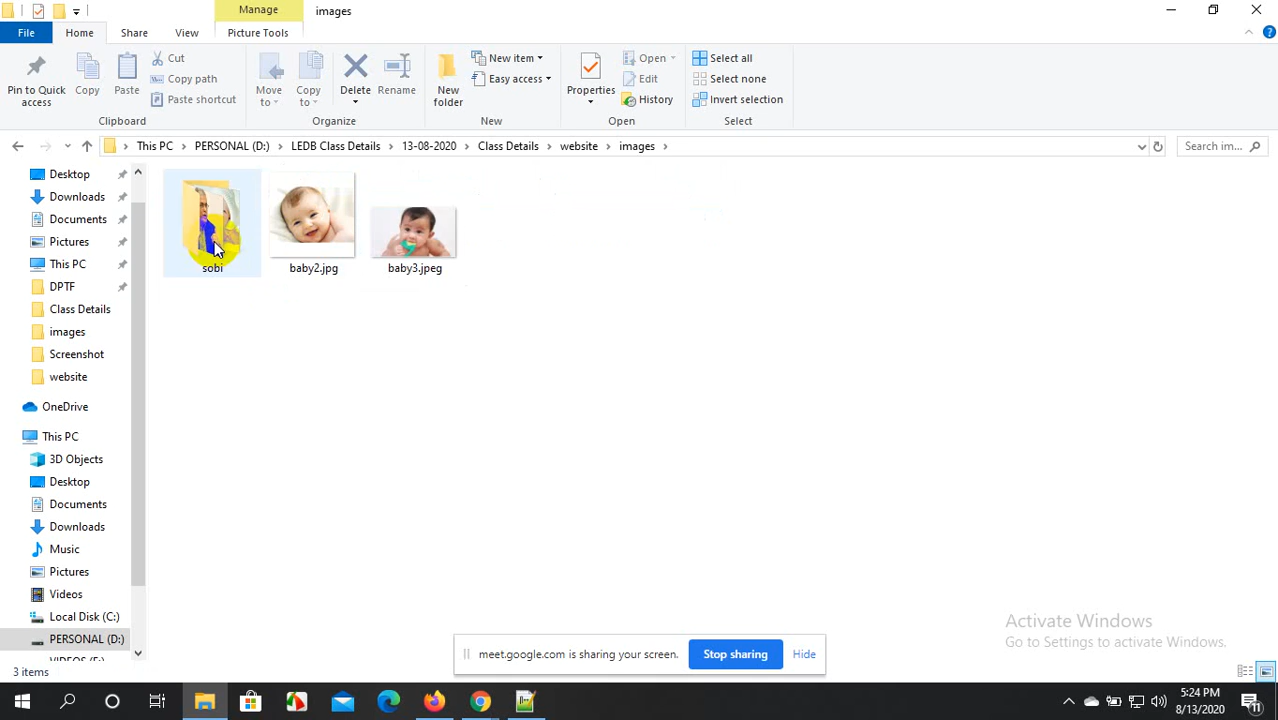 Manage
images
File
Home
Share
View
Picture Tools
Pin to Quick access
Copy
Paste
Cut
Copy path
Paste shortcut
Clipboard
Move to
Copy to
Delete
Rename
Organize
New folder
New item
Easy access
New
Properties
Open
Edit
History
Open
Select all
Select none
Invert selection
Select
This PC > PERSONAL (D:) > LEDB Class Details > 13-08-2020 > Class Details > website > images >
Search im...
Desktop
Downloads
Documents
Pictures
This PC
DPTF
Class Details
images
Screenshot
website
OneDrive
This PC
3D Objects
Desktop
Documents
Downloads
Music
Pictures
Videos
Local Disk (C:)
PERSONAL (D:)
VIDEOS (E:)
sobi
baby2.jpg
baby3.jpeg
Activate Windows
Go to Settings to activate Windows.
meet.google.com is sharing your screen.
Stop sharing
Hide
3 items
5:24 PM
8/13/2020
11